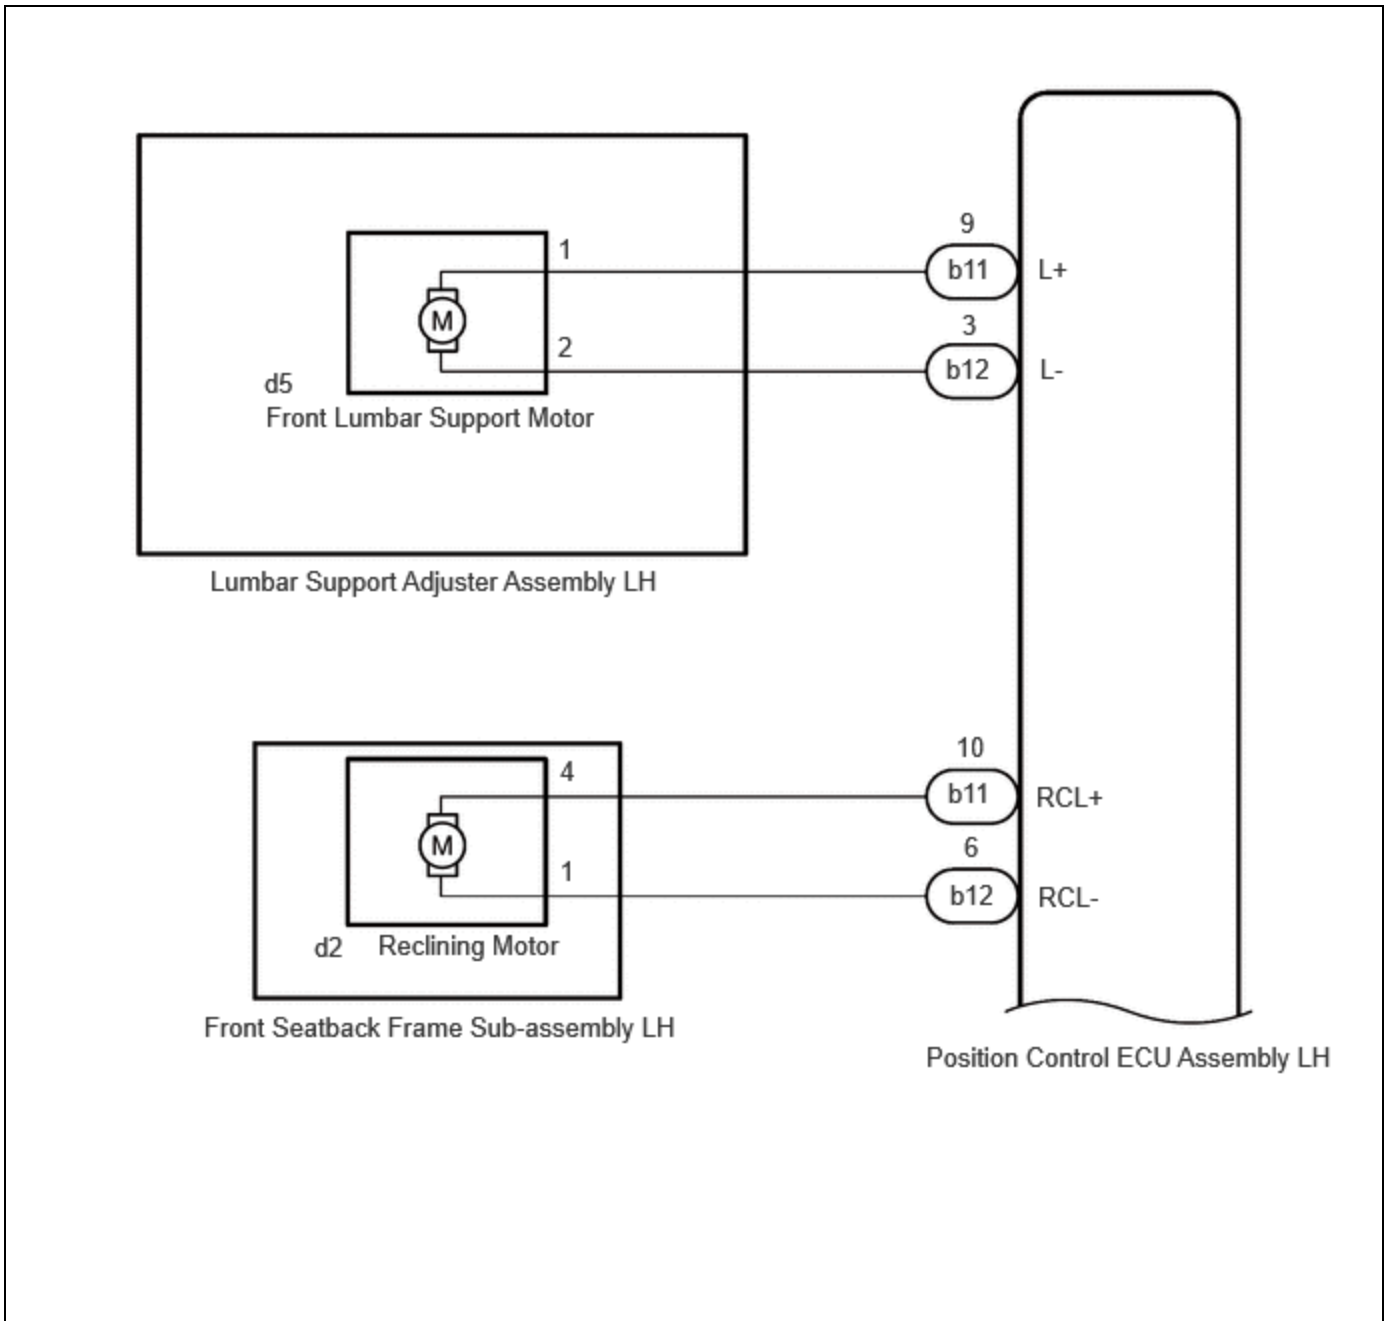 9
1
b11 L+
M
3
2
b12 L-
d5
Front Lumbar Support Motor
Lumbar Support Adjuster Assembly LH
10
4
b11 RCL+
M
6
1
b12 RCL-
d2 Reclining Motor
Front Seatback Frame Sub-assembly LH
Position Control ECU Assembly LH